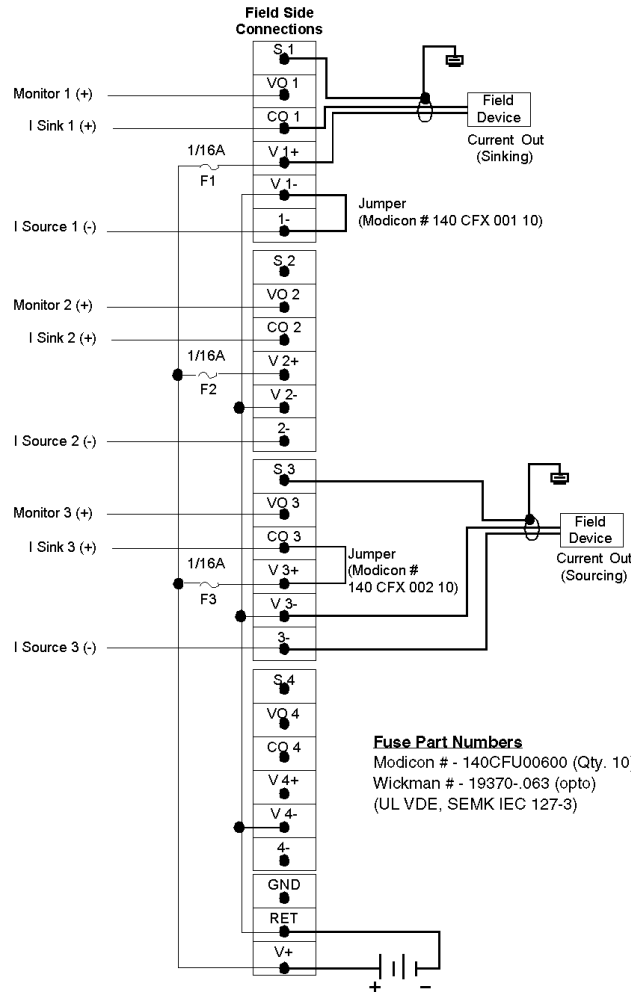 Field Side
Connections
S 1
VO 1
Monitor 1 (+)
CO 1
I Sink 1 (+)
Field
Device
Current Out
(Sinking)
1/16A
F1
V 1+
V 1-
Jumper
(Modicon # 140 CFX 001 10)
1-
I Source 1 (-)
S 2
VO 2
Monitor 2 (+)
CO 2
I Sink 2 (+)
1/16A
F2
V 2+
V 2-
2-
I Source 2 (-)
S 3
VO 3
Monitor 3 (+)
CO 3
I Sink 3 (+)
Field
Device
Current Out
(Sourcing)
Jumper
(Modicon #
140 CFX 002 10)
1/16A
F3
V 3+
V 3-
3-
I Source 3 (-)
S 4
VO 4
CO 4
V 4+
V 4-
4-
Fuse Part Numbers
Modicon # - 140CFU00600 (Qty. 10)
Wickman # - 19370-.063 (opto)
(UL VDE, SEMK IEC 127-3)
GND
RET
V+
+ −